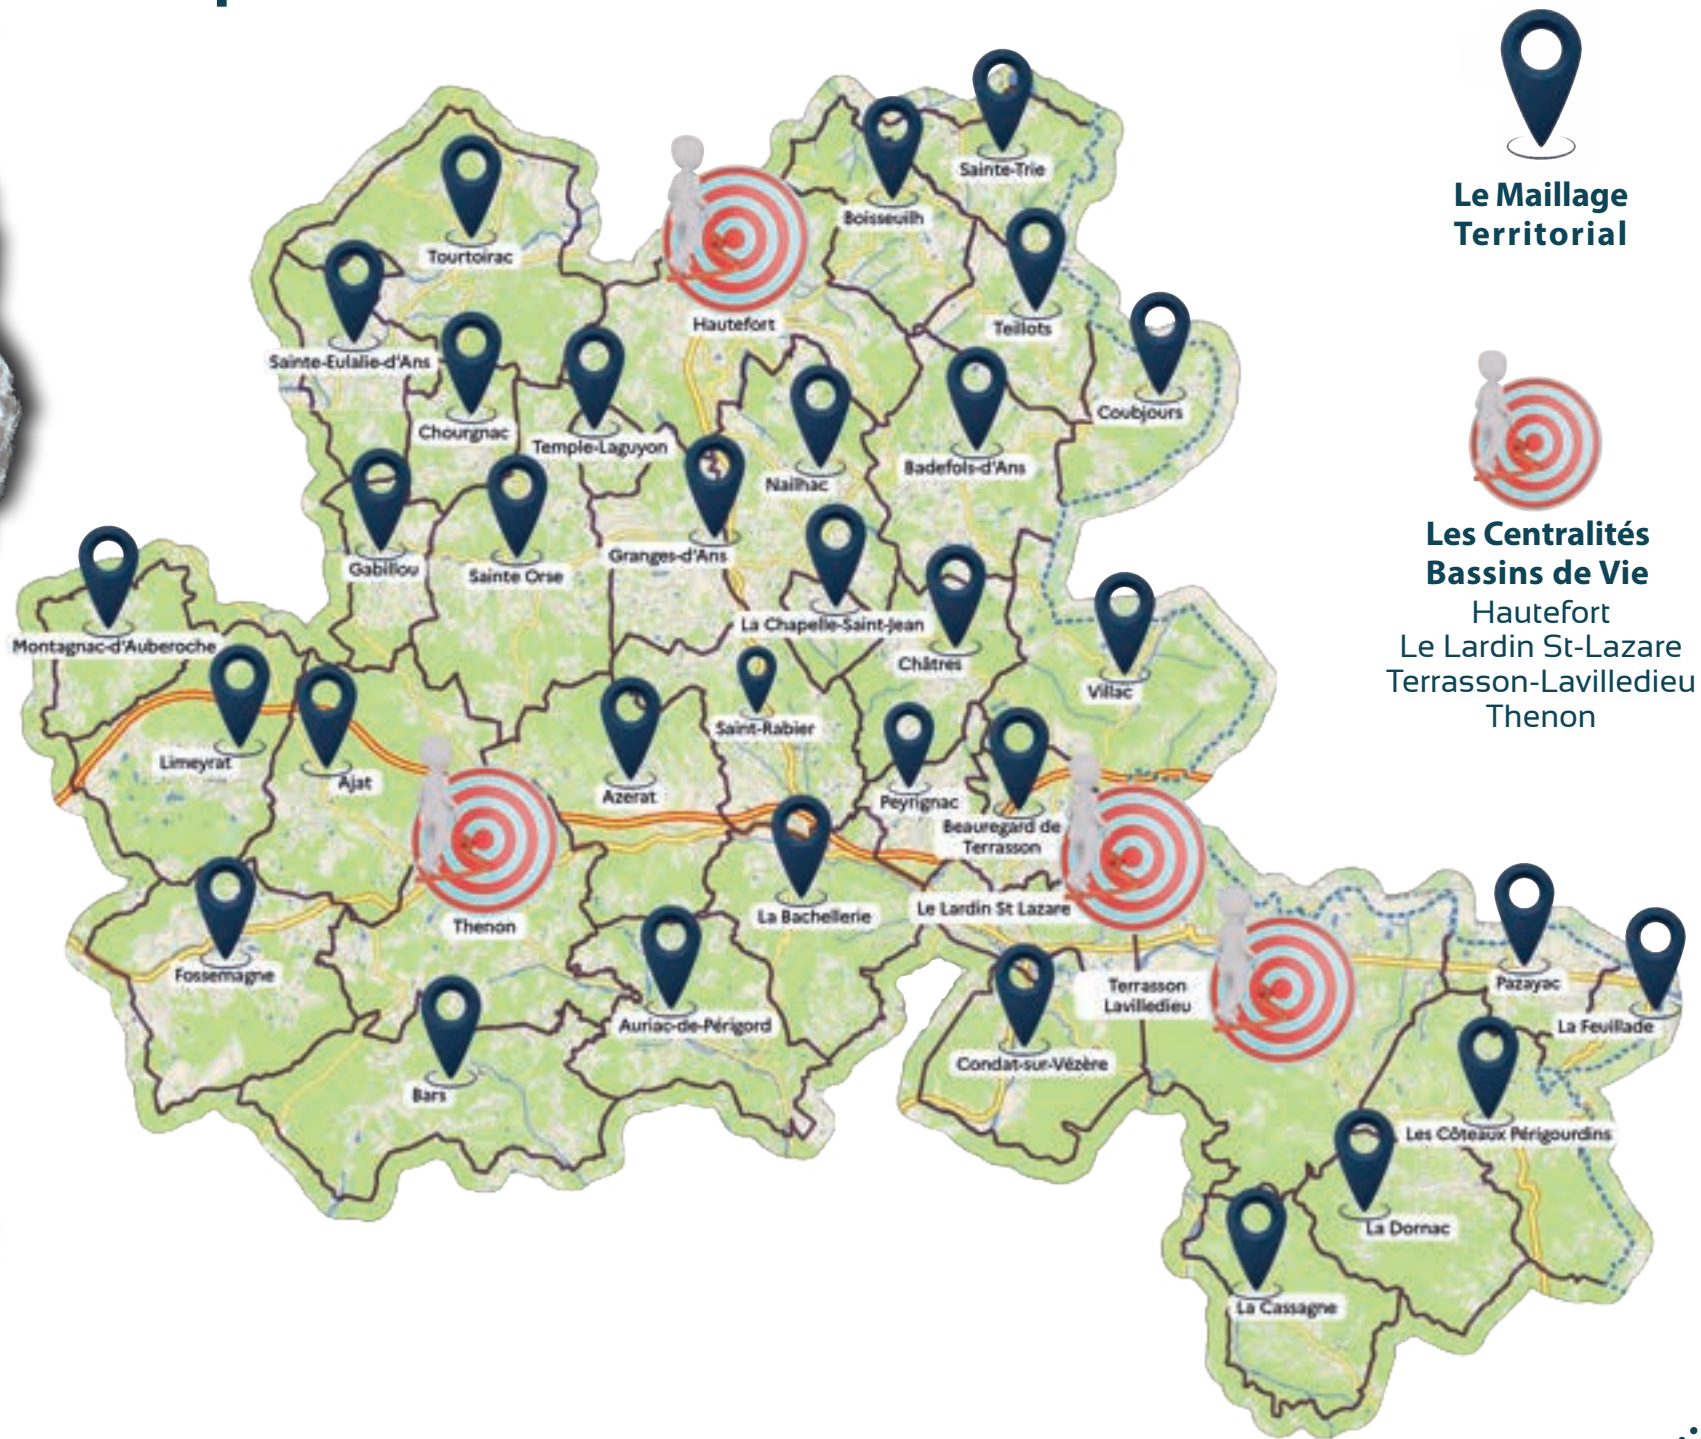 Sainte-Trie
Boisseuilh
Tourtoirac
Hautefort
Teillots
Sainte-Eulalie-d'Ans
Coubjours
Chourgnac
Temple-Laguyon
Badefols-d'Ans
Nailhac
Granges-d'Ans
Gabillou
Sainte Orse
La Chapelle-Saint-Jean
Montagnac-d'Auberoche
Châtres
Villac
Saint-Rabier
Limeyrat
Ajat
Azerat
Peyrignac
Beauregard de
Terrasson
La Bachellerie
Le Lardin St Lazare
Thenon
Fossemagne
Terrasson
Lavilledieu
Pazayac
La Feuillade
Auriac-de-Périgord
Condat-sur-Vézère
Bars
Les Côteaux Périgourdins
La Dornac
La Cassagne
Le Maillage
Territorial
Les Centralités
Bassins de Vie
Hautefort
Le Lardin St-Lazare
Terrasson-Lavilledieu
Thenon